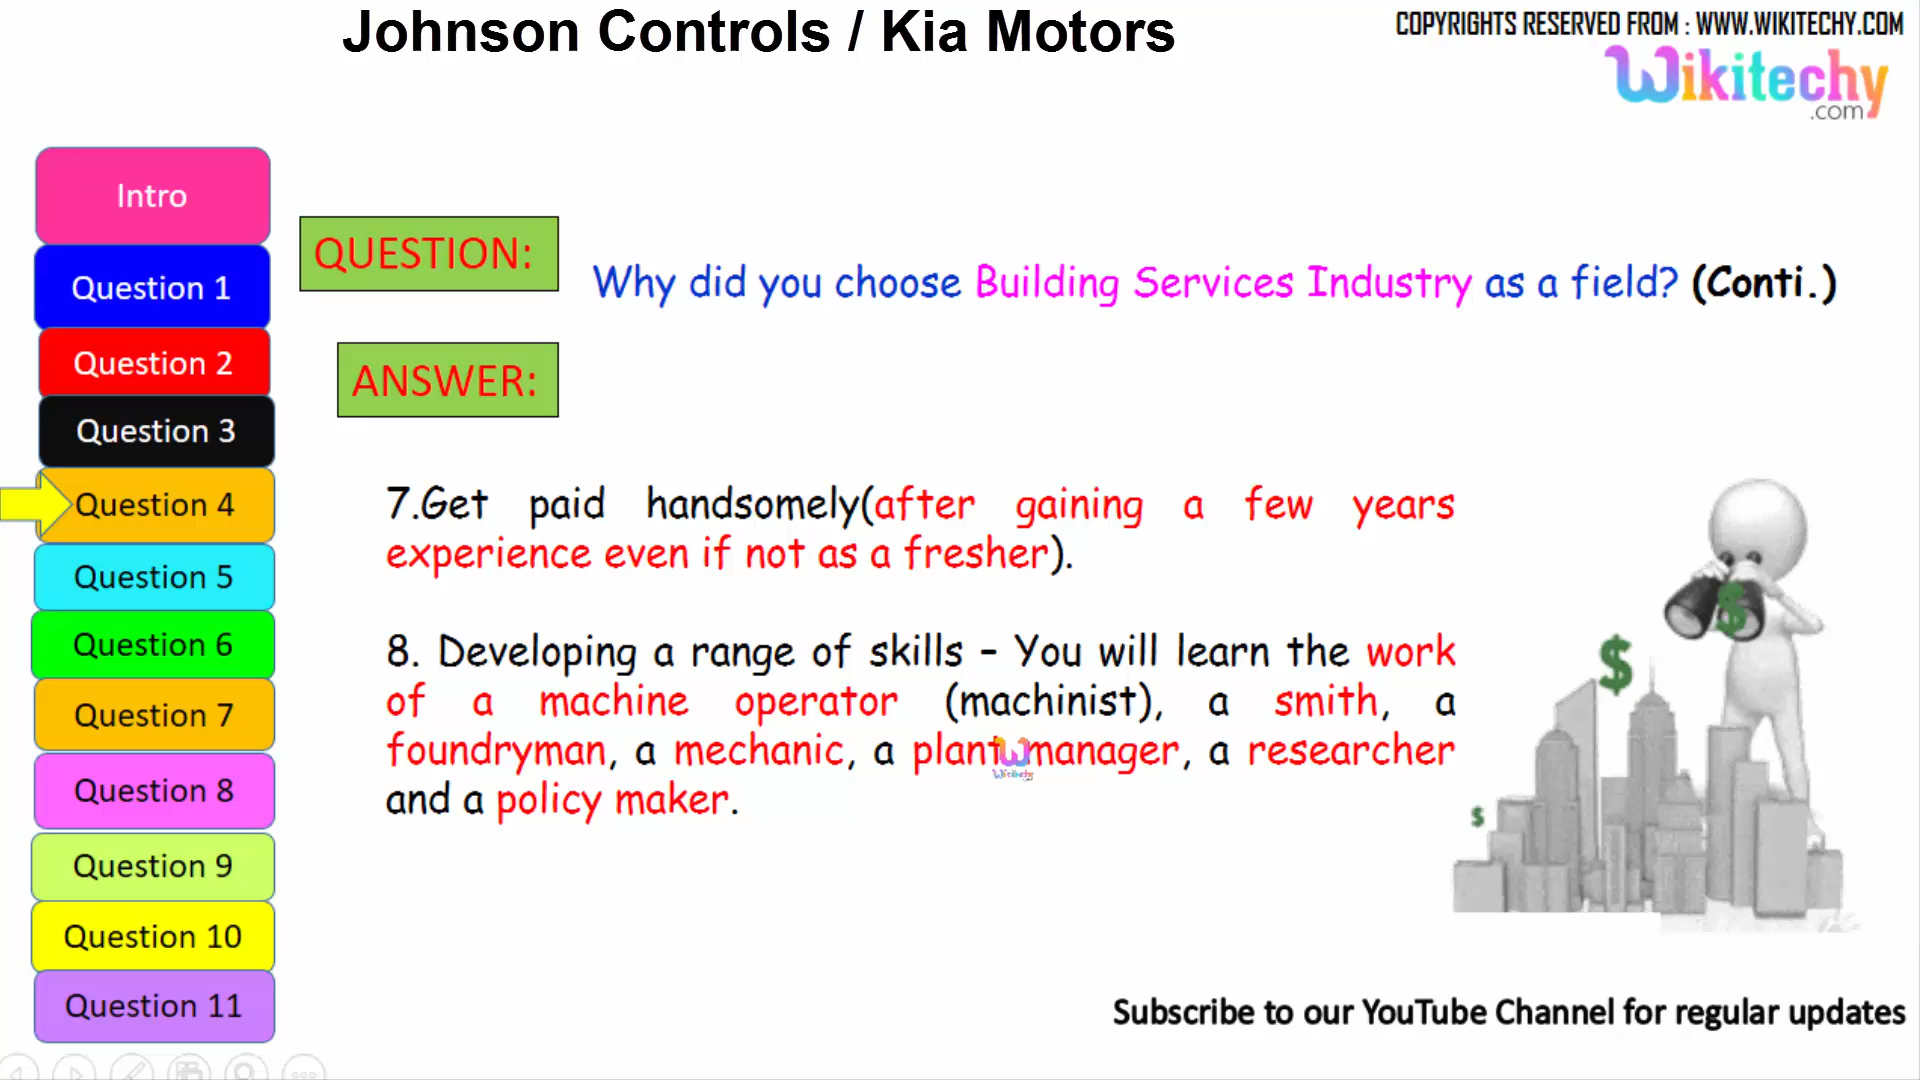 Johnson Controls / Kia Motors
COPYRIGHTS RESERVED FROM : WWW.WIKITECHY.COM
Wikitechy
.com
Intro
Question 1
Question 2
Question 3
Question 4
Question 5
Question 6
Question 7
Question 8
Question 9
Question 10
Question 11
QUESTION:
Why did you choose Building Services Industry as a field? (Conti.)
ANSWER:
7.Get paid handsomely(after gaining a few years
experience even if not as a fresher).
8. Developing a range of skills – You will learn the work
of a machine operator (machinist), a smith, a
foundryman, a mechanic, a plant manager, a researcher
and a policy maker.
W
Wikitechy
$
$
$
Subscribe to our YouTube Channel for regular updates